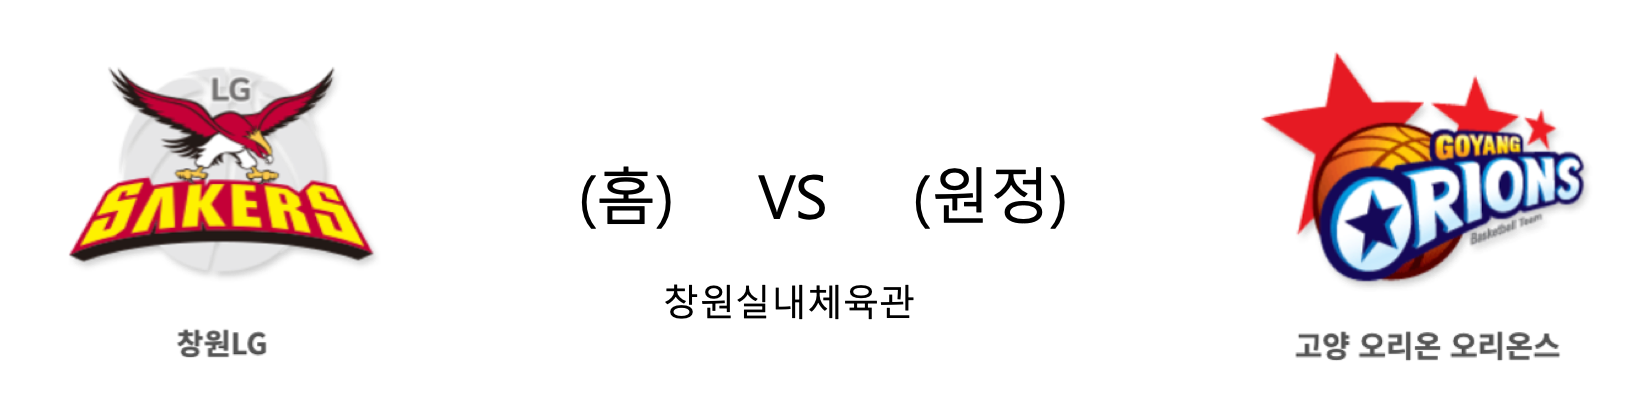 LG
SAKERS
창원LG
(홈) VS (원정)
창원실내체육관
GOYANG
ORIONS
Basketball Team
고양 오리온 오리온스